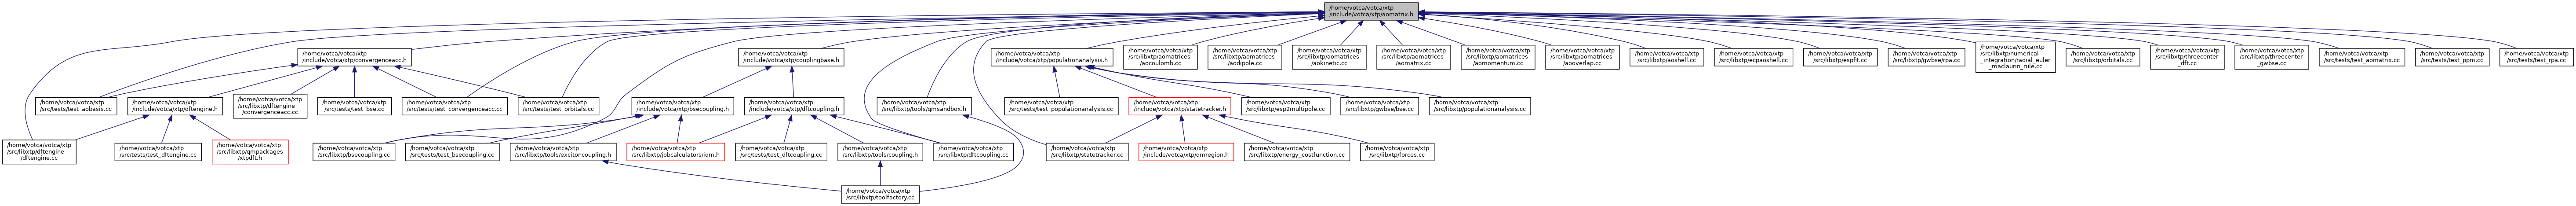 /home/votca/votca/xtp
/include/votca/xtp/aomatrix.h
/home/votca/votca/xtp
/include/votca/xtp/convergenceacc.h
/home/votca/votca/xtp
/include/votca/xtp/couplingbase.h
/home/votca/votca/xtp
/include/votca/xtp/populationanalysis.h
/home/votca/votca/xtp
/src/libxtp/aomatrices
/aocoulomb.cc
/home/votca/votca/xtp
/src/libxtp/aomatrices
/aodipole.cc
/home/votca/votca/xtp
/src/libxtp/aomatrices
/aokinetic.cc
/home/votca/votca/xtp
/src/libxtp/aomatrices
/aomatrix.cc
/home/votca/votca/xtp
/src/libxtp/aomatrices
/aomomentum.cc
/home/votca/votca/xtp
/src/libxtp/aomatrices
/aooverlap.cc
/home/votca/votca/xtp
/src/libxtp/aoshell.cc
/home/votca/votca/xtp
/src/libxtp/ecpaoshell.cc
/home/votca/votca/xtp
/src/libxtp/espfit.cc
/home/votca/votca/xtp
/src/libxtp/gwbse/rpa.cc
/home/votca/votca/xtp
/src/libxtp/numerical
_integration/radial_euler
_maclaurin_rule.cc
/home/votca/votca/xtp
/src/libxtp/orbitals.cc
/home/votca/votca/xtp
/src/libxtp/threecenter
_dft.cc
/home/votca/votca/xtp
/src/libxtp/threecenter
_gwbse.cc
/home/votca/votca/xtp
/src/tests/test_aomatrix.cc
/home/votca/votca/xtp
/src/tests/test_ppm.cc
/home/votca/votca/xtp
/src/tests/test_rpa.cc
/home/votca/votca/xtp
/src/tests/test_aobasis.cc
/home/votca/votca/xtp
/include/votca/xtp/dftengine.h
/home/votca/votca/xtp
/src/libxtp/dftengine
/convergenceacc.cc
/home/votca/votca/xtp
/src/tests/test_bse.cc
/home/votca/votca/xtp
/src/tests/test_convergenceacc.cc
/home/votca/votca/xtp
/src/tests/test_orbitals.cc
/home/votca/votca/xtp
/include/votca/xtp/bsecoupling.h
/home/votca/votca/xtp
/include/votca/xtp/dftcoupling.h
/home/votca/votca/xtp
/src/libxtp/tools/qmsandbox.h
/home/votca/votca/xtp
/src/tests/test_populationanalysis.cc
/home/votca/votca/xtp
/include/votca/xtp/statetracker.h
/home/votca/votca/xtp
/src/libxtp/esp2multipole.cc
/home/votca/votca/xtp
/src/libxtp/gwbse/bse.cc
/home/votca/votca/xtp
/src/libxtp/populationanalysis.cc
/home/votca/votca/xtp
/src/libxtp/dftengine
/dftengine.cc
/home/votca/votca/xtp
/src/tests/test_dftengine.cc
/home/votca/votca/xtp
/src/libxtp/qmpackages
/xtpdft.h
/home/votca/votca/xtp
/src/libxtp/bsecoupling.cc
/home/votca/votca/xtp
/src/tests/test_bsecoupling.cc
/home/votca/votca/xtp
/src/libxtp/tools/excitoncoupling.h
/home/votca/votca/xtp
/src/libxtp/jobcalculators/iqm.h
/home/votca/votca/xtp
/src/tests/test_dftcoupling.cc
/home/votca/votca/xtp
/src/libxtp/tools/coupling.h
/home/votca/votca/xtp
/src/libxtp/dftcoupling.cc
/home/votca/votca/xtp
/src/libxtp/statetracker.cc
/home/votca/votca/xtp
/include/votca/xtp/qmregion.h
/home/votca/votca/xtp
/src/libxtp/energy_costfunction.cc
/home/votca/votca/xtp
/src/libxtp/forces.cc
/home/votca/votca/xtp
/src/libxtp/toolfactory.cc